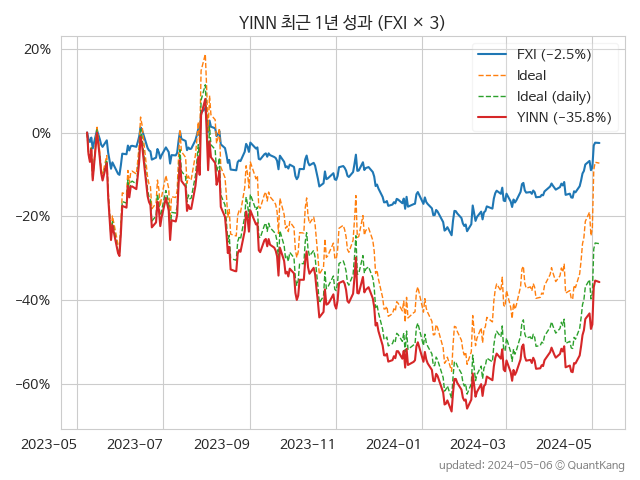 YINN 최근 1년 성과 (FXI × 3)
20%
0%
−20%
−40%
−60%
FXI (−2.5%)
Ideal
Ideal (daily)
YINN (−35.8%)
2023-05 2023-07 2023-09 2023-11 2024-01 2024-03 2024-05
updated: 2024-05-06 © QuantKang